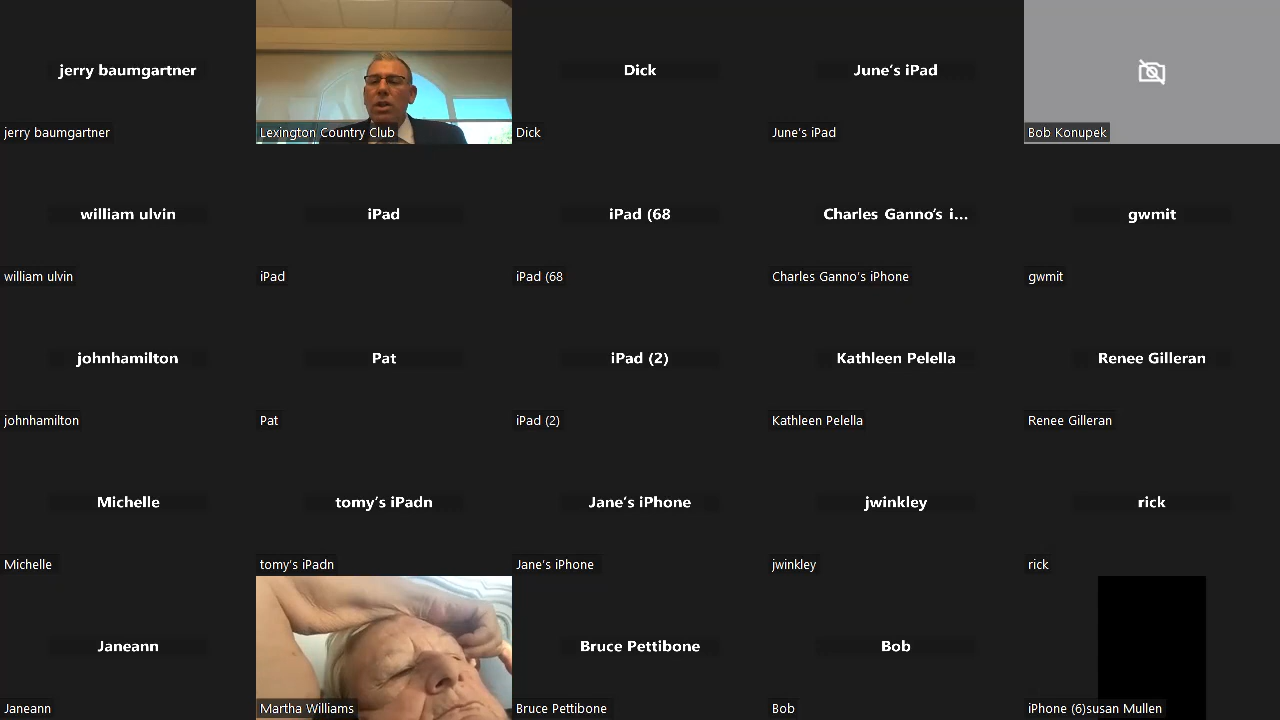 jerry baumgartner
jerry baumgartner
Lexington Country Club
Dick
Dick
June's iPad
June's iPad
Bob Konupek
william ulvin
william ulvin
iPad
iPad
iPad (68
iPad (68
Charles Ganno's i...
Charles Ganno's iPhone
gwmit
gwmit
johnhamilton
johnhamilton
Pat
Pat
iPad (2)
iPad (2)
Kathleen Pelella
Kathleen Pelella
Renee Gilleran
Renee Gilleran
Michelle
Michelle
tomy's iPadn
tomy's iPadn
Jane's iPhone
Jane's iPhone
jwinkley
jwinkley
rick
rick
Janeann
Janeann
Martha Williams
Bruce Pettibone
Bruce Pettibone
Bob
Bob
iPhone (6)susan Mullen